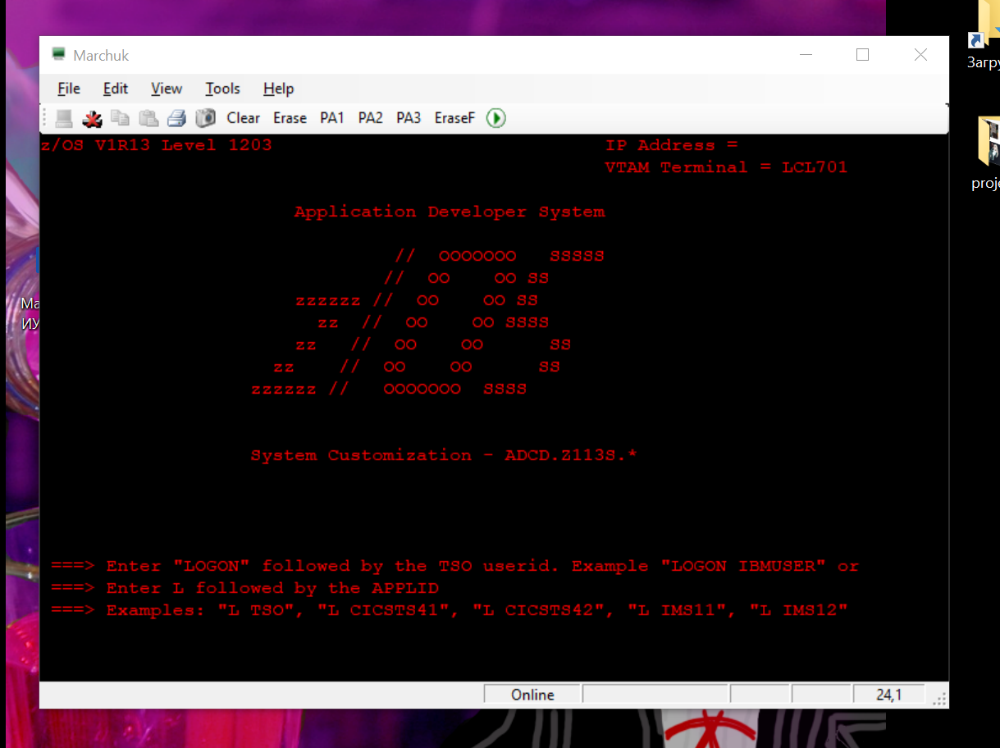 Marchuk
File Edit View Tools Help
Clear Erase PA1 PA2 PA3 EraseF
z/OS V1R13 Level 1203 IP Address =
VTAM Terminal = LCL701
Application Developer System
// OOOOOOO SSSSS
// OO OO SS
zzzzzz // OO OO SS
zz // OO OO SSSS
zz // OO OO SS
zz // OO OO SS
zzzzzz // OOOOOOO SSSS
System Customization - ADCD.Z113S.*
===> Enter "LOGON" followed by the TSO userid. Example "LOGON IBMUSER" or
===> Enter L followed by the APPLID
===> Examples: "L TSO", "L CICSTS41", "L CICSTS42", "L IMS11", "L IMS12"
Online 24,1
Загру
proje
Ма
ИУ